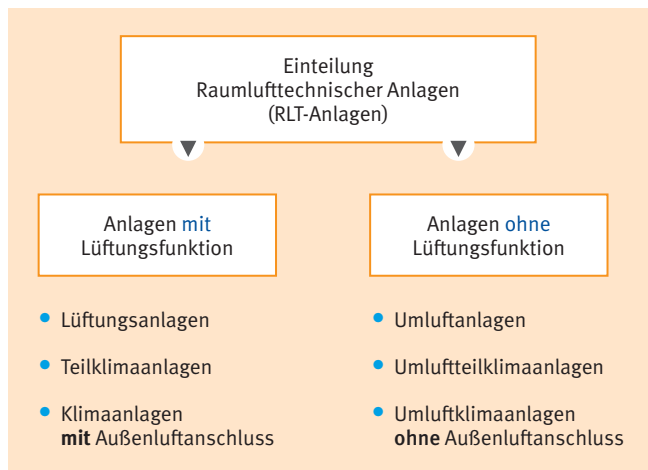 Einteilung
Raumlufttechnischer Anlagen
(RLT-Anlagen)
Anlagen mit
Lüftungsfunktion
• Lüftungsanlagen
• Teilklimaanlagen
• Klimaanlagen
mit Außenluftanschluss
Anlagen ohne
Lüftungsfunktion
• Umluftanlagen
• Umluftteilklimaanlagen
• Umluftklimaanlagen
ohne Außenluftanschluss